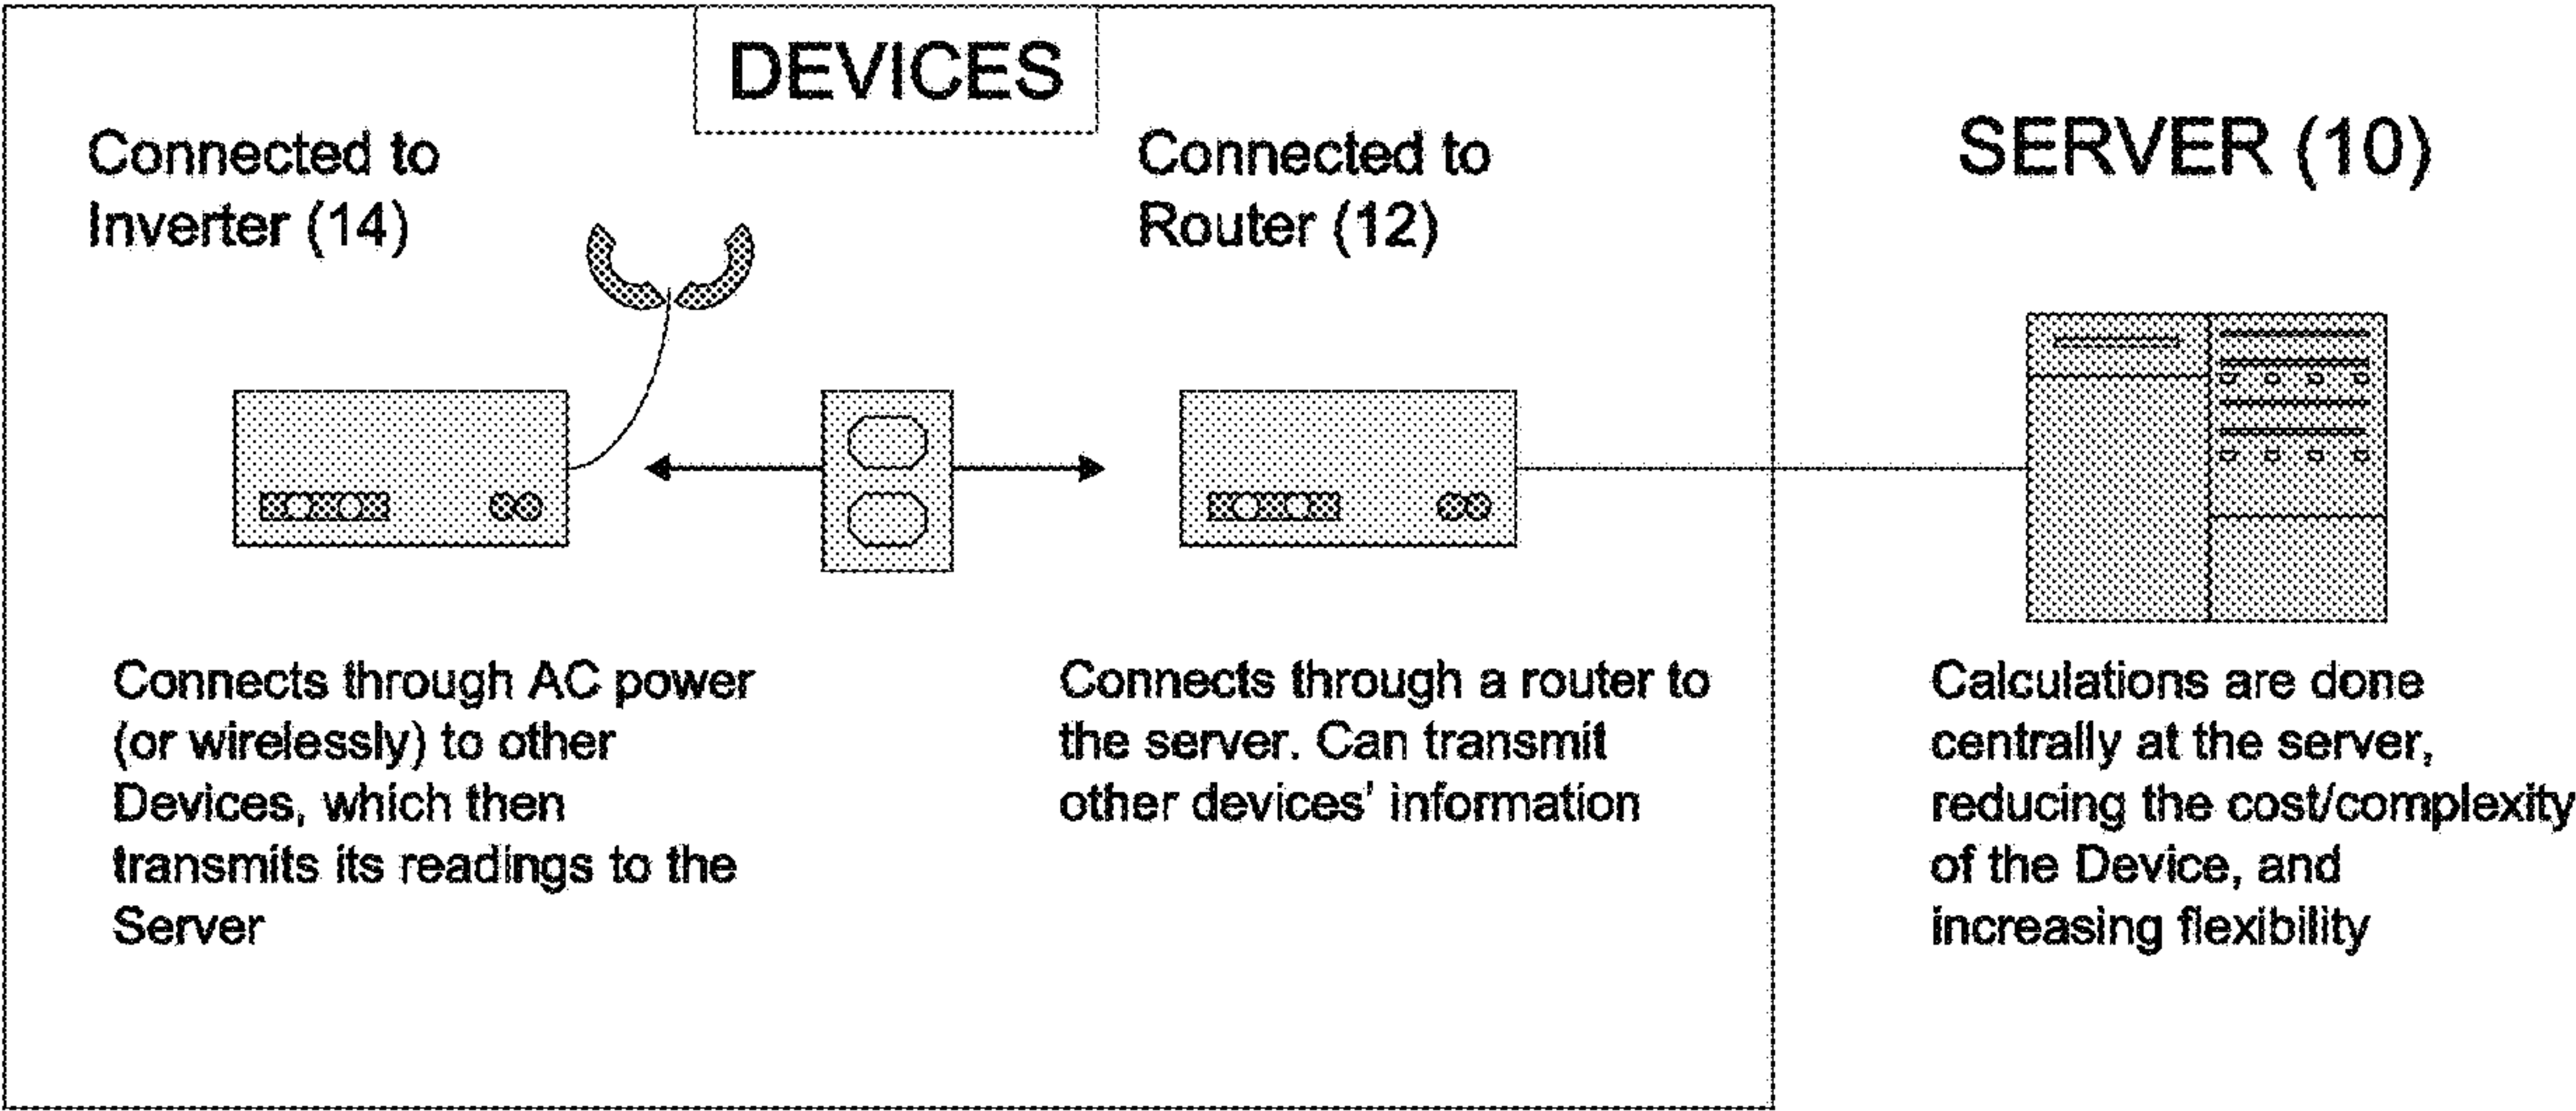 DEVICES
Connected to
Inverter (14)
Connected to
Router (12)
SERVER (10)
Connects through AC power
(or wirelessly) to other
Devices, which then
transmits its readings to the
Server
Connects through a router to
the server. Can transmit
other devices' information
Calculations are done
centrally at the server,
reducing the cost/complexity
of the Device, and
increasing flexibility